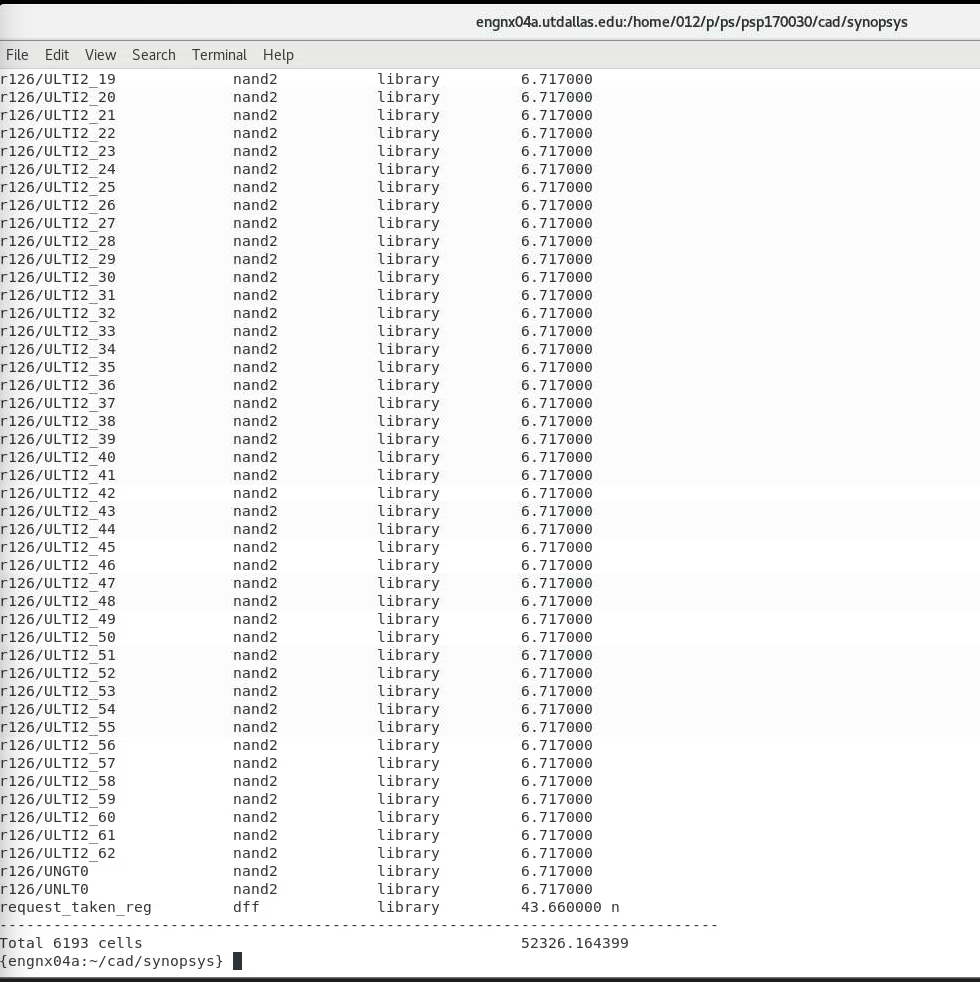 engnx04a.utdallas.edu:/home/012/p/ps/psp170030/cad/synopsys
File Edit View Search Terminal Help
r126/ULTI2_19 nand2 library 6.717000
r126/ULTI2_20 nand2 library 6.717000
r126/ULTI2_21 nand2 library 6.717000
r126/ULTI2_22 nand2 library 6.717000
r126/ULTI2_23 nand2 library 6.717000
r126/ULTI2_24 nand2 library 6.717000
r126/ULTI2_25 nand2 library 6.717000
r126/ULTI2_26 nand2 library 6.717000
r126/ULTI2_27 nand2 library 6.717000
r126/ULTI2_28 nand2 library 6.717000
r126/ULTI2_29 nand2 library 6.717000
r126/ULTI2_30 nand2 library 6.717000
r126/ULTI2_31 nand2 library 6.717000
r126/ULTI2_32 nand2 library 6.717000
r126/ULTI2_33 nand2 library 6.717000
r126/ULTI2_34 nand2 library 6.717000
r126/ULTI2_35 nand2 library 6.717000
r126/ULTI2_36 nand2 library 6.717000
r126/ULTI2_37 nand2 library 6.717000
r126/ULTI2_38 nand2 library 6.717000
r126/ULTI2_39 nand2 library 6.717000
r126/ULTI2_40 nand2 library 6.717000
r126/ULTI2_41 nand2 library 6.717000
r126/ULTI2_42 nand2 library 6.717000
r126/ULTI2_43 nand2 library 6.717000
r126/ULTI2_44 nand2 library 6.717000
r126/ULTI2_45 nand2 library 6.717000
r126/ULTI2_46 nand2 library 6.717000
r126/ULTI2_47 nand2 library 6.717000
r126/ULTI2_48 nand2 library 6.717000
r126/ULTI2_49 nand2 library 6.717000
r126/ULTI2_50 nand2 library 6.717000
r126/ULTI2_51 nand2 library 6.717000
r126/ULTI2_52 nand2 library 6.717000
r126/ULTI2_53 nand2 library 6.717000
r126/ULTI2_54 nand2 library 6.717000
r126/ULTI2_55 nand2 library 6.717000
r126/ULTI2_56 nand2 library 6.717000
r126/ULTI2_57 nand2 library 6.717000
r126/ULTI2_58 nand2 library 6.717000
r126/ULTI2_59 nand2 library 6.717000
r126/ULTI2_60 nand2 library 6.717000
r126/ULTI2_61 nand2 library 6.717000
r126/ULTI2_62 nand2 library 6.717000
r126/UNGT0 nand2 library 6.717000
r126/UNLT0 nand2 library 6.717000
request_taken_reg dff library 43.660000 n
--------------------------------------------------------------------------------
Total 6193 cells 52326.164399
{engnx04a:~/cad/synopsys}